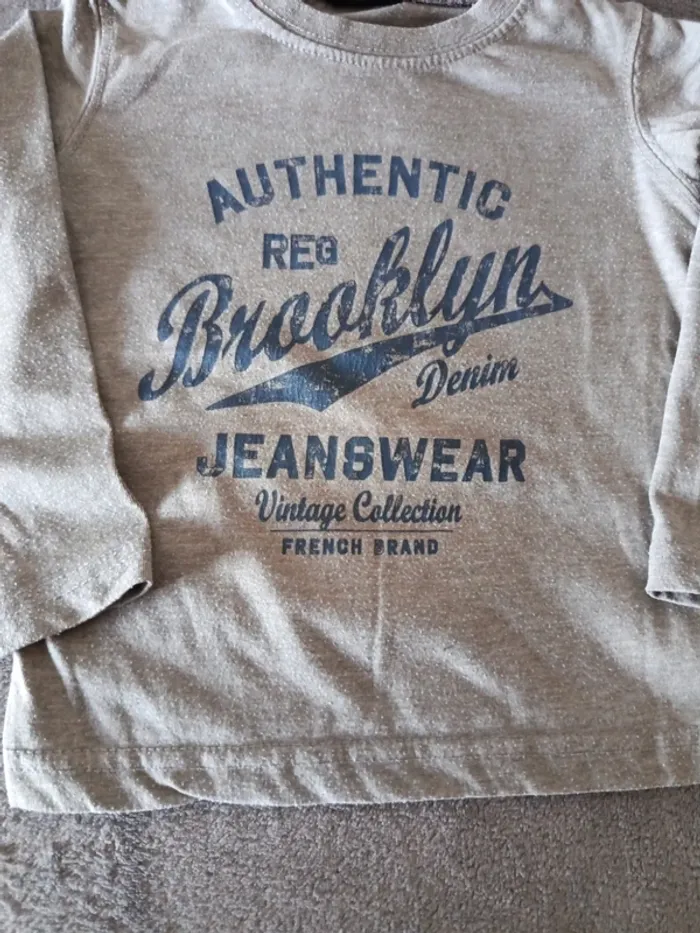 AUTHENTIC
REG
Brooklyn
Denim
JEANSWEAR
Vintage Collection
FRENCH BRAND